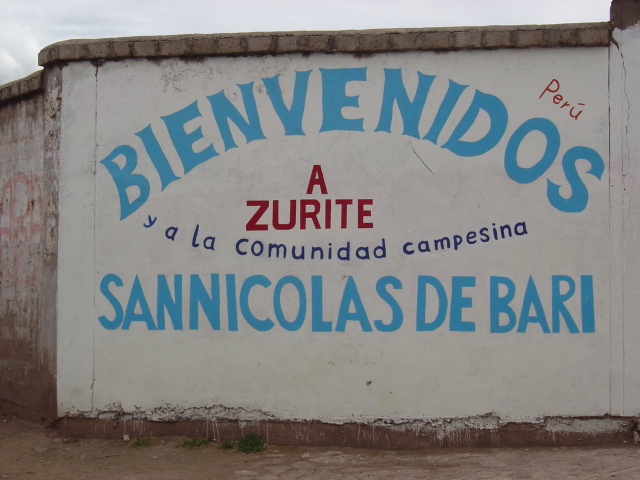 BIENVENIDOS
Perú
A
ZURITE
y a la comunidad campesina
SANNICOLAS DE BARI